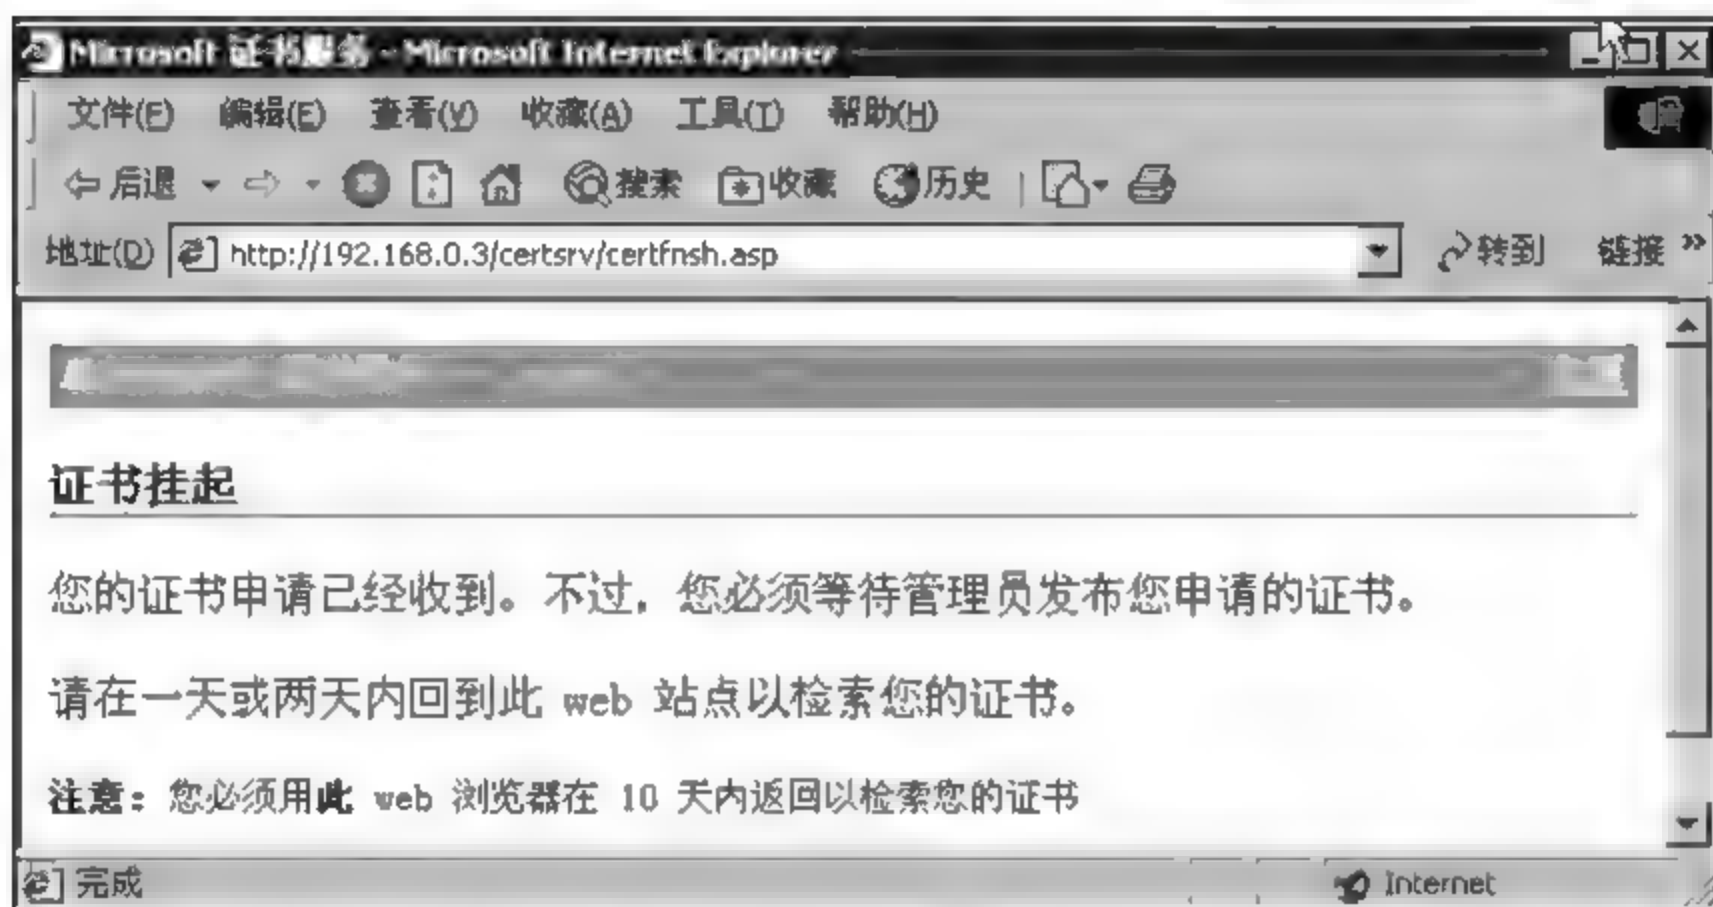 Microsoft 证书服务 - Microsoft Internet Explorer
文件(F) 编辑(E) 查看(V) 收藏(A) 工具(T) 帮助(H)
后退 搜索 收藏 历史
地址(D) http://192.168.0.3/certsrv/certfnsh.asp 转到 链接 »
证书挂起
您的证书申请已经收到。不过,您必须等待管理员发布您申请的证书。
请在一天或两天内回到此 web 站点以检索您的证书。
注意:您必须用此 web 浏览器在 10 天内返回以检索您的证书
完成 Internet